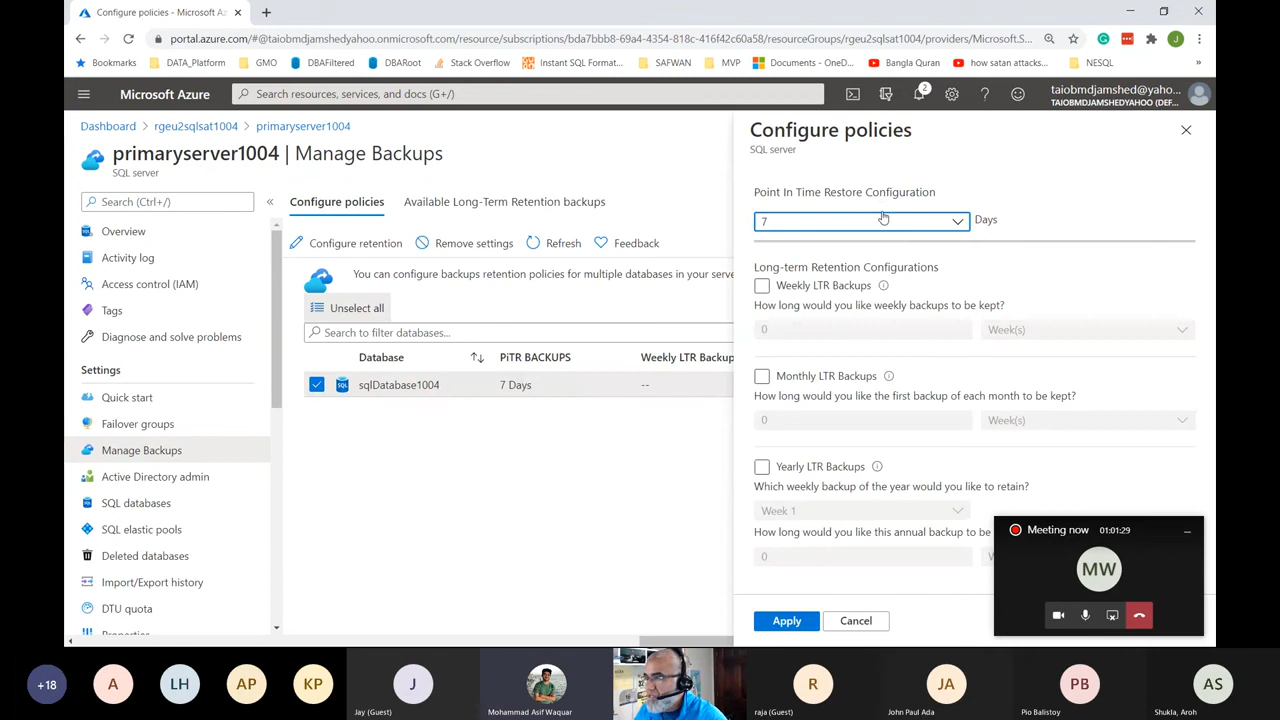 Configure policies - Microsoft Az
portal.azure.com/#@taiobmdjamshedyahoo.onmicrosoft.com/resource/subscriptions/bda7bbb8-69a4-4354-818c-416f42c60a58/resourceGroups/rgeu2sqlsat1004/providers/Microsoft.S...
J
Bookmarks DATA_Platform GMO DBAFiltered DBARoot Stack Overflow Instant SQL Format... SAFWAN MVP Documents - OneD... Bangla Quran how satan attacks... NESQL »
Microsoft Azure
Search resources, services, and docs (G+/)
2
taiobmdjamshed@yaho...
TAIOBMDJAMSHEDYAHOO (DEF...
Dashboard > rgeu2sqlsat1004 > primaryserver1004
primaryserver1004 | Manage Backups
SQL server
Search (Ctrl+/)
«
Overview
Activity log
Access control (IAM)
Tags
Diagnose and solve problems
Settings
Quick start
Failover groups
Manage Backups
Active Directory admin
SQL databases
SQL elastic pools
Deleted databases
Import/Export history
DTU quota
Configure policies Available Long-Term Retention backups
Configure retention Remove settings Refresh Feedback
You can configure backups retention policies for multiple databases in your serve
Unselect all
Search to filter databases...
Database PiTR BACKUPS Weekly LTR Backup
SQL sqlDatabase1004 7 Days --
Configure policies
SQL server
Point In Time Restore Configuration
7 Days
Long-term Retention Configurations
Weekly LTR Backups
How long would you like weekly backups to be kept?
0 Week(s)
Monthly LTR Backups
How long would you like the first backup of each month to be kept?
0 Week(s)
Yearly LTR Backups
Which weekly backup of the year would you like to retain?
Week 1
How long would you like this annual backup to be
0
Apply Cancel
Meeting now 01:01:29
MW
+18 A LH AP KP J R JA PB AS
Jay (Guest) Mohammad Asif Waquar raja (Guest) John Paul Ada Pio Balistoy Shukla, Aroh